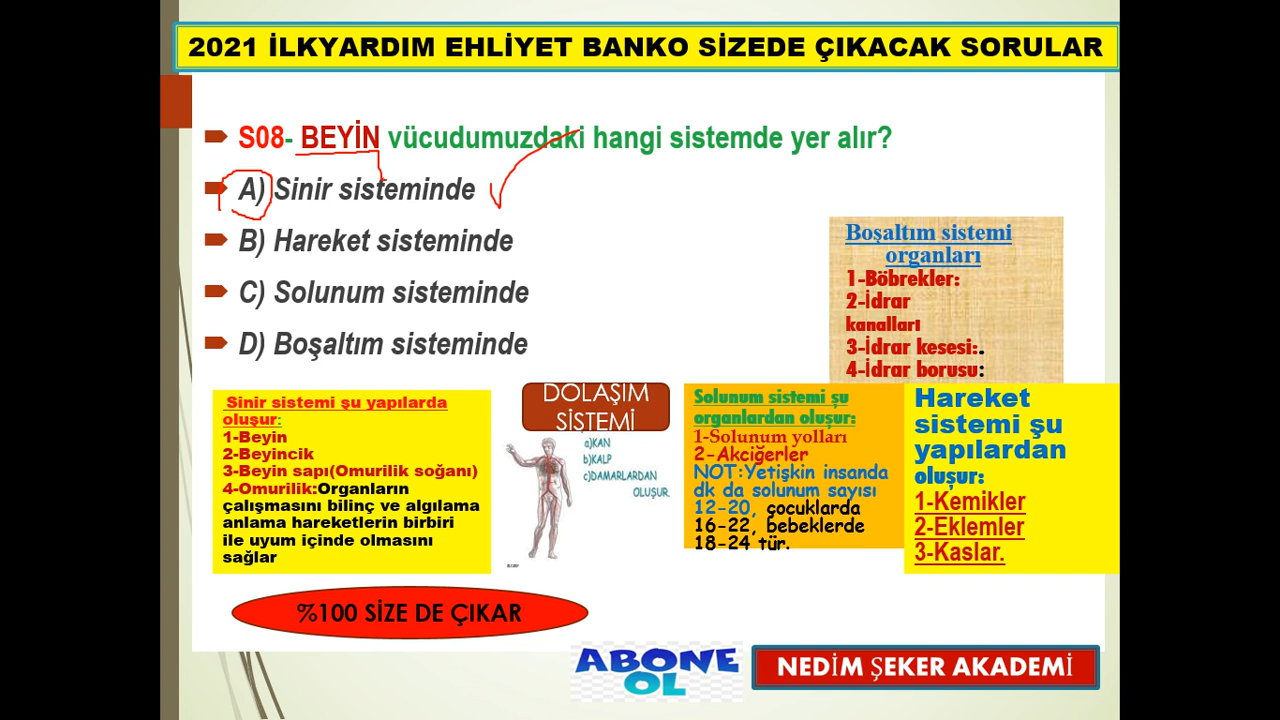 2021 İLKYARDIM EHLİYET BANKO SİZEDE ÇIKACAK SORULAR
S08- BEYİN vücudumuzdaki hangi sistemde yer alır?
A) Sinir sisteminde
B) Hareket sisteminde
C) Solunum sisteminde
D) Boşaltım sisteminde
Boşaltım sistemi
organları
1-Böbrekler:
2-İdrar
kanalları
3-İdrar kesesi:.
4-İdrar borusu:
Sinir sistemi şu yapılarda
oluşur:
1-Beyin
2-Beyincik
3-Beyin sapı(Omurilik soğanı)
4-Omurilik:Organların
çalışmasını bilinç ve algılama
anlama hareketlerin birbiri
ile uyum içinde olmasını
sağlar
DOLAŞIM
SİSTEMİ
a)KAN
b)KALP
c)DAMARLARDAN
OLUŞUR.
Solunum sistemi şu
organlardan oluşur:
1-Solunum yolları
2-Akciğerler
NOT:Yetişkin insanda
dk da solunum sayısı
12-20, çocuklarda
16-22, bebeklerde
18-24 tür.
Hareket
sistemi şu
yapılardan
oluşur:
1-Kemikler
2-Eklemler
3-Kaslar.
%100 SİZE DE ÇIKAR
ABONE
OL
NEDİM ŞEKER AKADEMİ